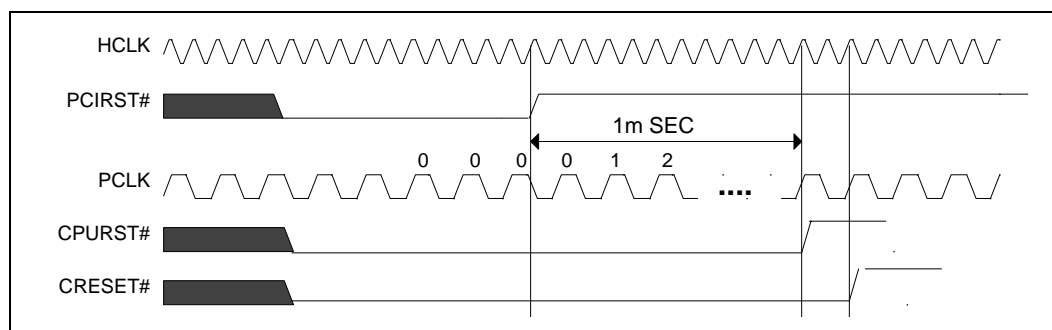 HCLK
PCIRST#
1m SEC
0 0 0 0 1 2
PCLK
....
CPURST#
CRESET#